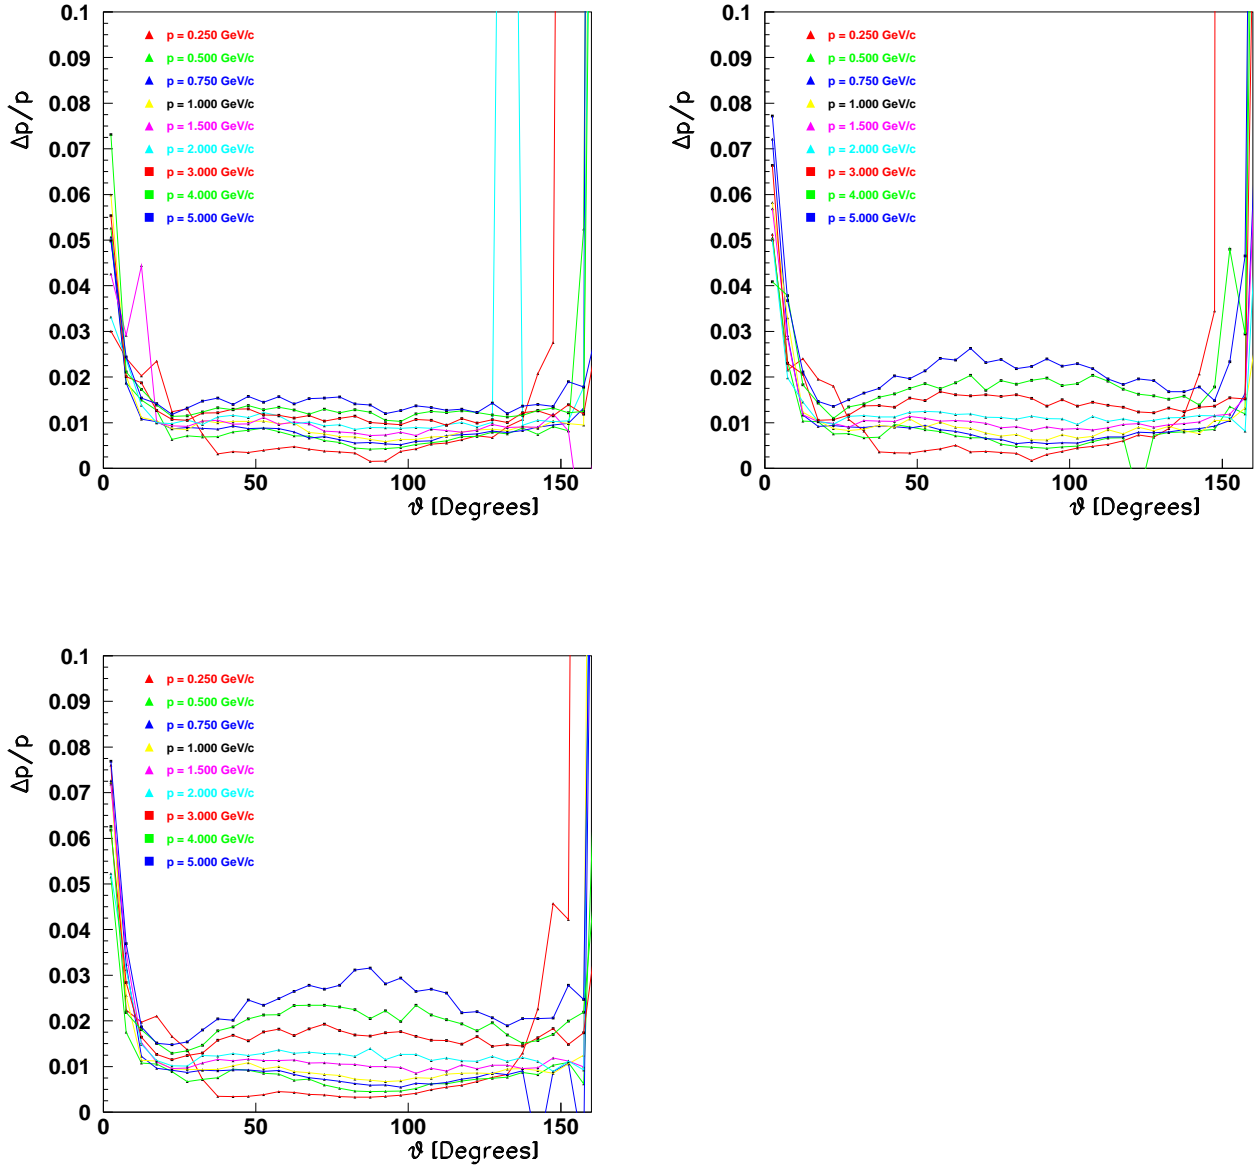 0.1
0.09
0.08
0.07
0.06
0.05
0.04
0.03
0.02
0.01
0
Δp/p
p = 0.250 GeV/c
p = 0.500 GeV/c
p = 0.750 GeV/c
p = 1.000 GeV/c
p = 1.500 GeV/c
p = 2.000 GeV/c
p = 3.000 GeV/c
p = 4.000 GeV/c
p = 5.000 GeV/c
0 50 100 150
ϑ [Degrees]
0.1
0.09
0.08
0.07
0.06
0.05
0.04
0.03
0.02
0.01
0
Δp/p
p = 0.250 GeV/c
p = 0.500 GeV/c
p = 0.750 GeV/c
p = 1.000 GeV/c
p = 1.500 GeV/c
p = 2.000 GeV/c
p = 3.000 GeV/c
p = 4.000 GeV/c
p = 5.000 GeV/c
0 50 100 150
ϑ [Degrees]
0.1
0.09
0.08
0.07
0.06
0.05
0.04
0.03
0.02
0.01
0
Δp/p
p = 0.250 GeV/c
p = 0.500 GeV/c
p = 0.750 GeV/c
p = 1.000 GeV/c
p = 1.500 GeV/c
p = 2.000 GeV/c
p = 3.000 GeV/c
p = 4.000 GeV/c
p = 5.000 GeV/c
0 50 100 150
ϑ [Degrees]